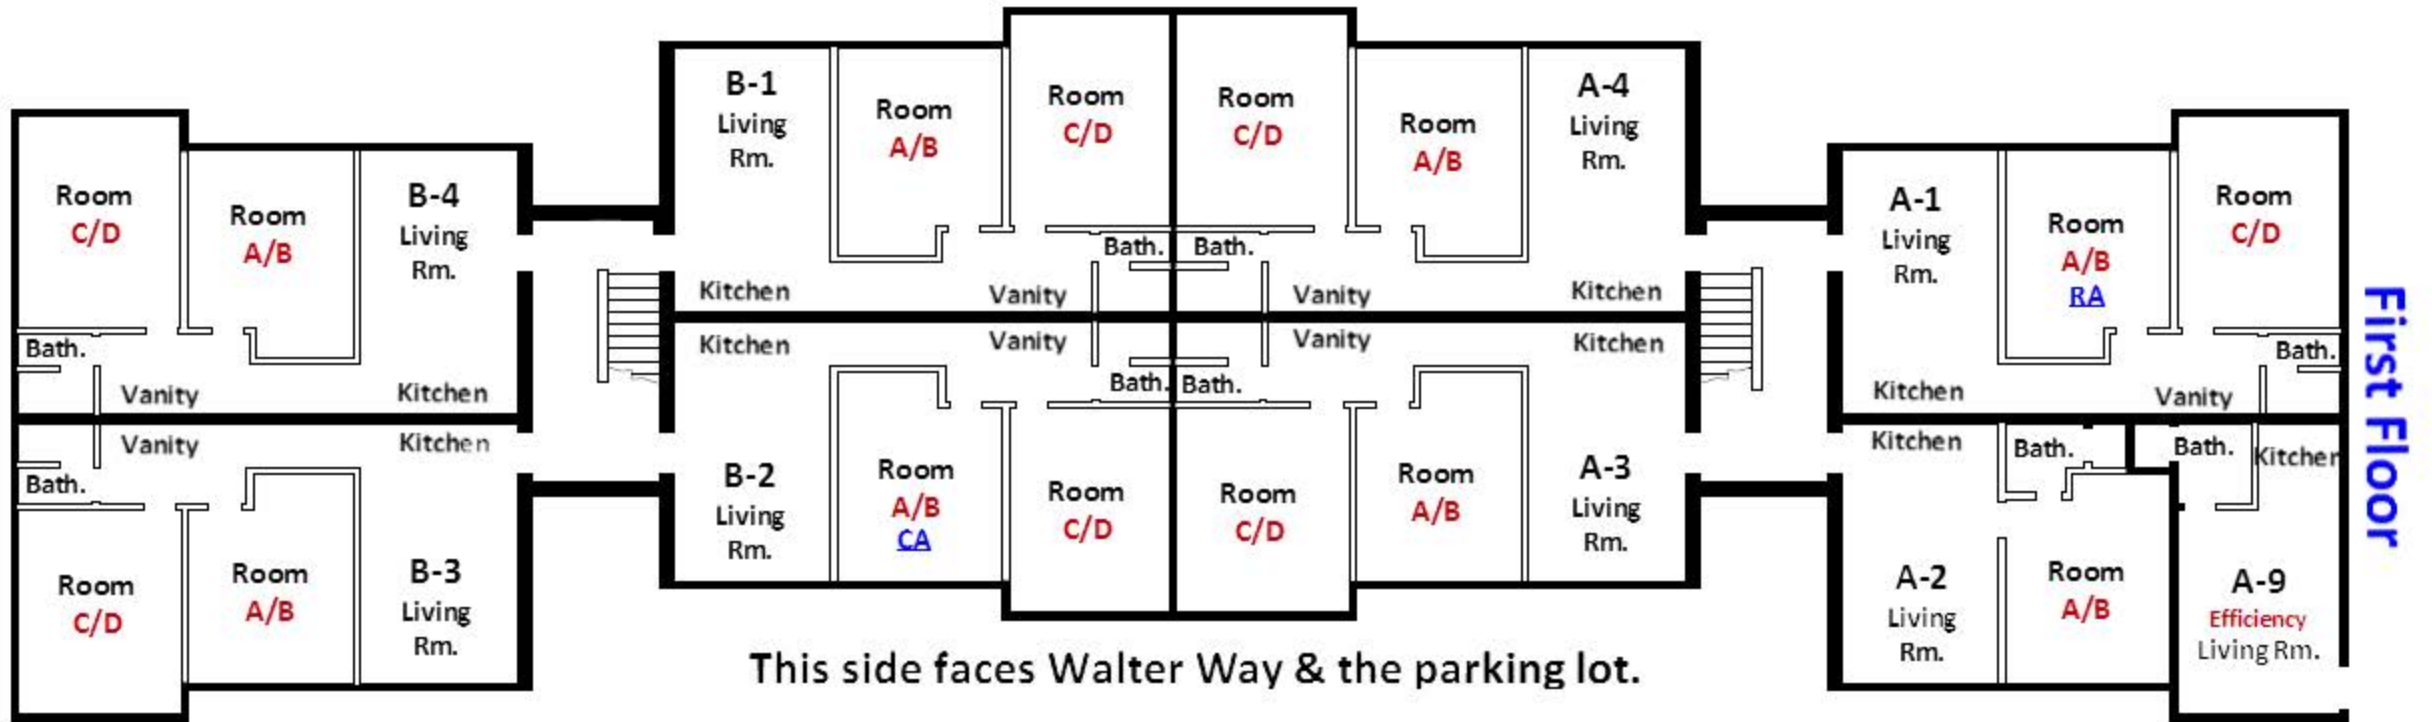 B-4
Living
Rm.
Room
C/D
Room
A/B
Bath.
Vanity
Kitchen
Vanity
Kitchen
Bath.
Room
C/D
Room
A/B
B-3
Living
Rm.
B-1
Living
Rm.
Room
A/B
Room
C/D
Bath.
Kitchen
Vanity
Room
C/D
Room
A/B
A-4
Living
Rm.
Bath.
Vanity
Kitchen
Kitchen
Vanity
Bath.
B-2
Living
Rm.
Room
A/B
CA
Room
C/D
Vanity
Kitchen
Bath.
Room
C/D
Room
A/B
A-3
Living
Rm.
A-1
Living
Rm.
Room
A/B
RA
Room
C/D
Bath.
Kitchen
Vanity
Kitchen
Bath.
A-2
Living
Rm.
Room
A/B
Bath.
Kitchen
A-9
Efficiency
Living Rm.
First Floor
This side faces Walter Way & the parking lot.